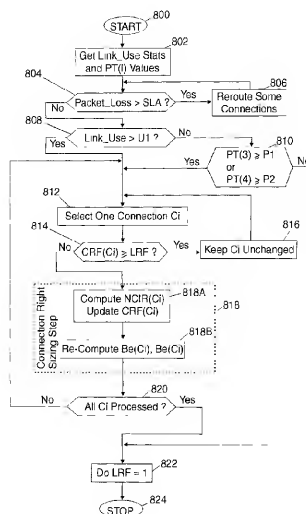 800
START
802
Get Link_Use Stats
and PT(I) Values
804
Packet_Loss > SLA ?
No
Yes
806
Reroute Some
Connections
808
Link_Use > U1 ?
Yes
No
810
PT(3) ⩾ P1
or
PT(4) ⩾ P2
Yes
No
812
Select One Connection Ci
814
CRF(Ci) ⩾ LRF ?
No
Yes
816
Keep Ci Unchanged
Connection Right
Sizing Step
818A
818
Compute NCIR(Ci)
Update CRF(Ci)
818B
Re-Compute Be(Ci), Be(Ci)
820
All Ci Processed ?
No
Yes
822
Do LRF = 1
824
STOP